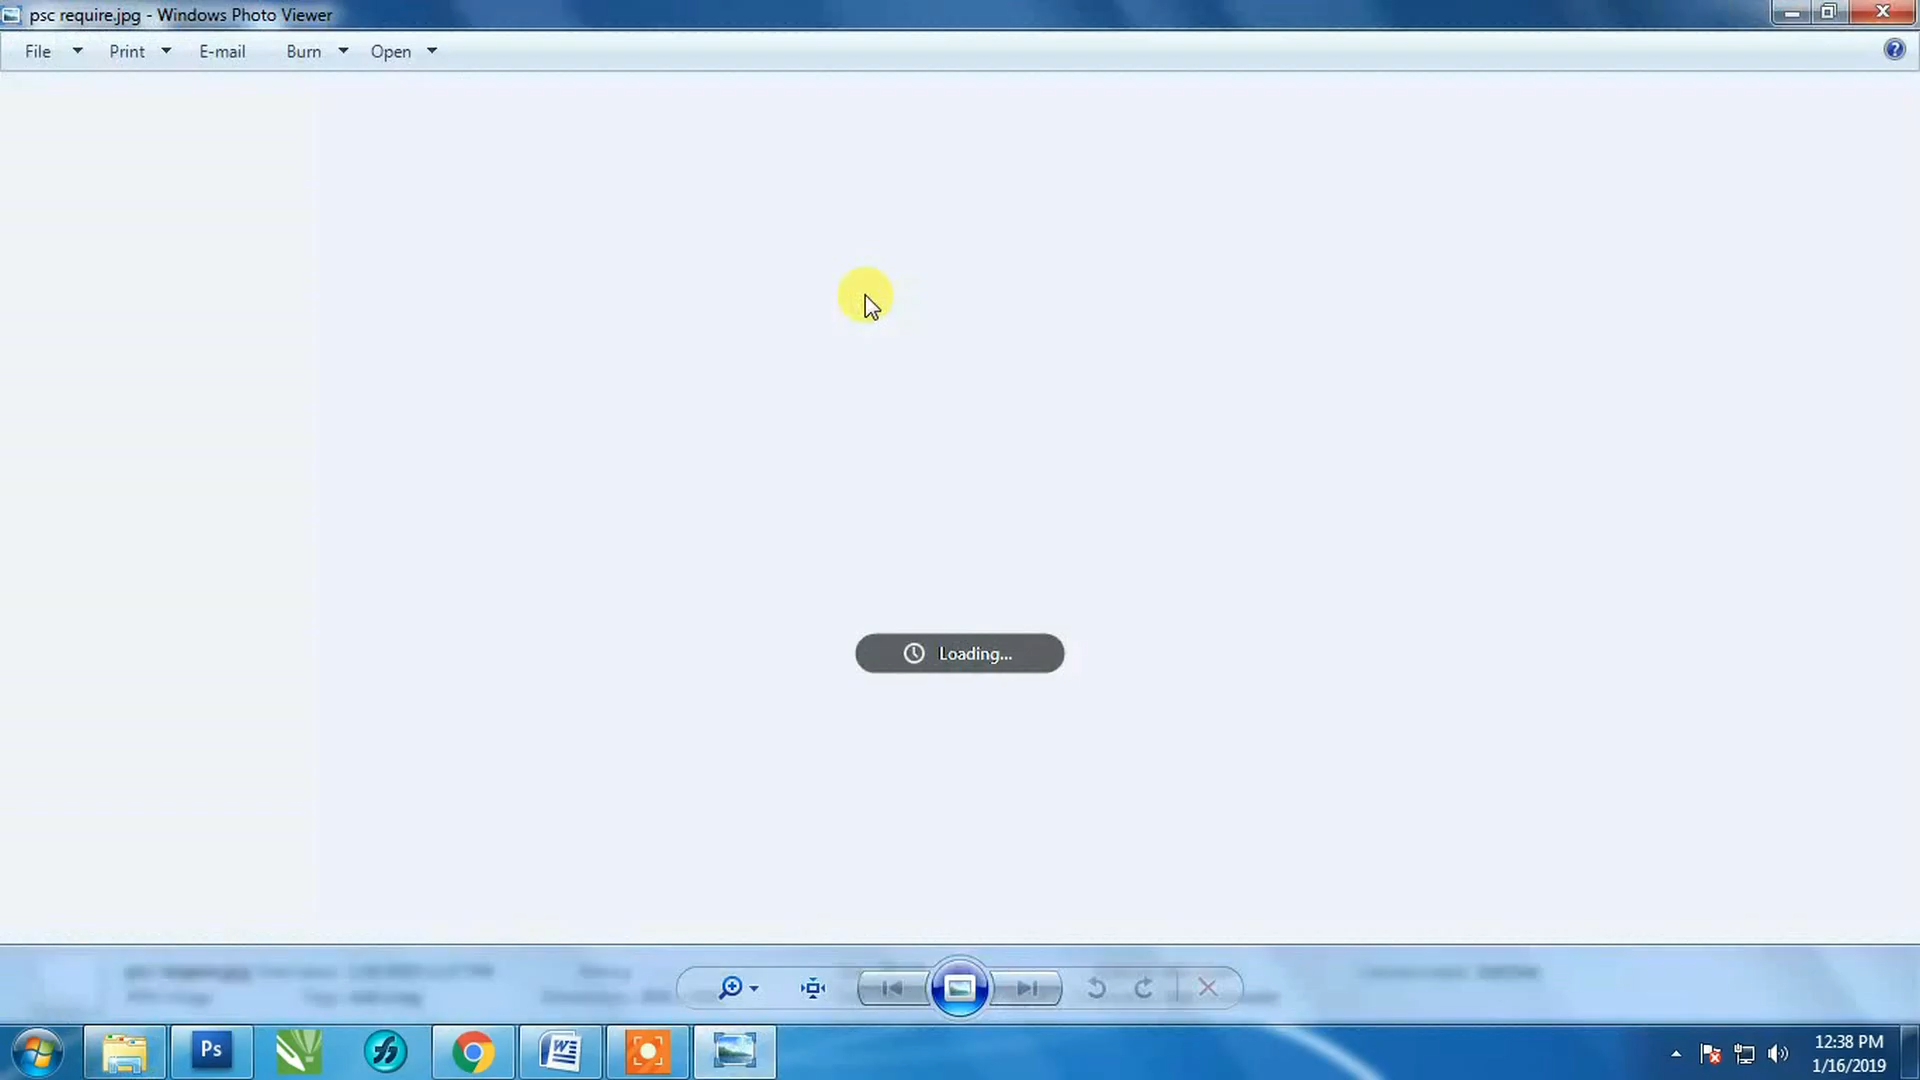 psc require.jpg - Windows Photo Viewer
File Print E-mail Burn Open
Loading...
Ps
12:38 PM
1/16/2019